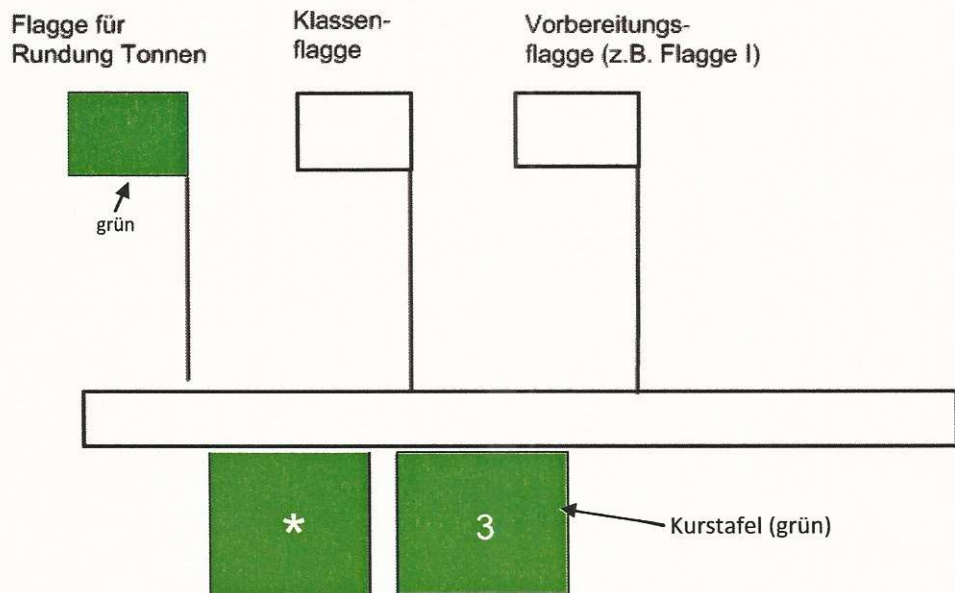 Flagge für
Rundung Tonnen
Klassen-
flagge
Vorbereitungs-
flagge (z.B. Flagge I)
grün
*
3
Kurstafel (grün)